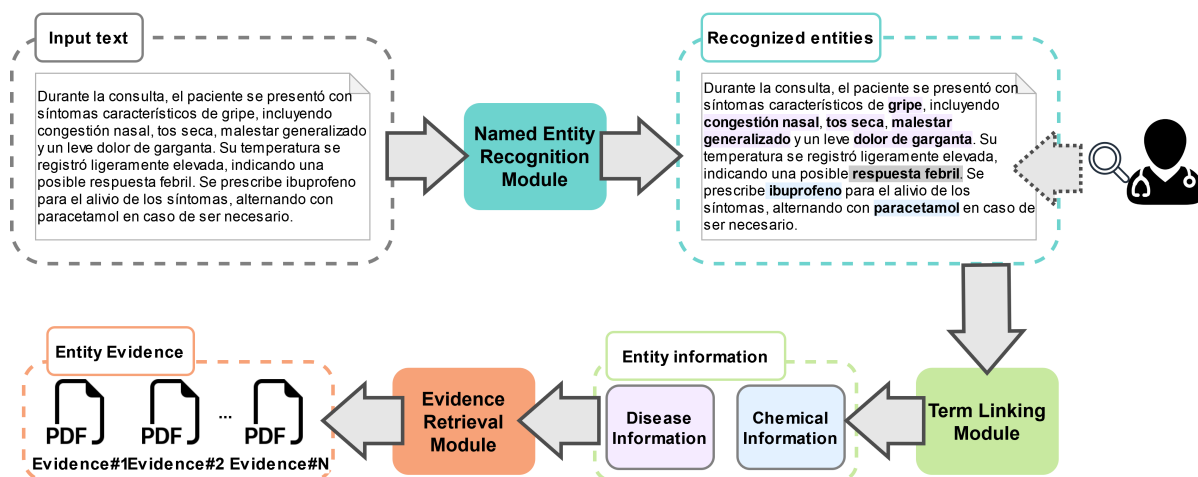 Input text
Durante la consulta, el paciente se presentó con
síntomas característicos de gripe, incluyendo
congestión nasal, tos seca, malestar generalizado
y un leve dolor de garganta. Su temperatura se
registró ligeramente elevada, indicando una
posible respuesta febril. Se prescribe ibuprofeno
para el alivio de los síntomas, alternando con
paracetamol en caso de ser necesario.
Named Entity
Recognition
Module
Recognized entities
Durante la consulta, el paciente se presentó con
síntomas característicos de gripe, incluyendo
congestión nasal, tos seca, malestar
generalizado y un leve dolor de garganta. Su
temperatura se registró ligeramente elevada,
indicando una posible respuesta febril. Se
prescribe ibuprofeno para el alivio de los
síntomas, alternando con paracetamol en caso de
ser necesario.
Term Linking
Module
Entity information
Disease
Information
Chemical
Information
Evidence
Retrieval
Module
Entity Evidence
PDF PDF ... PDF
Evidence#1 Evidence#2 Evidence#N